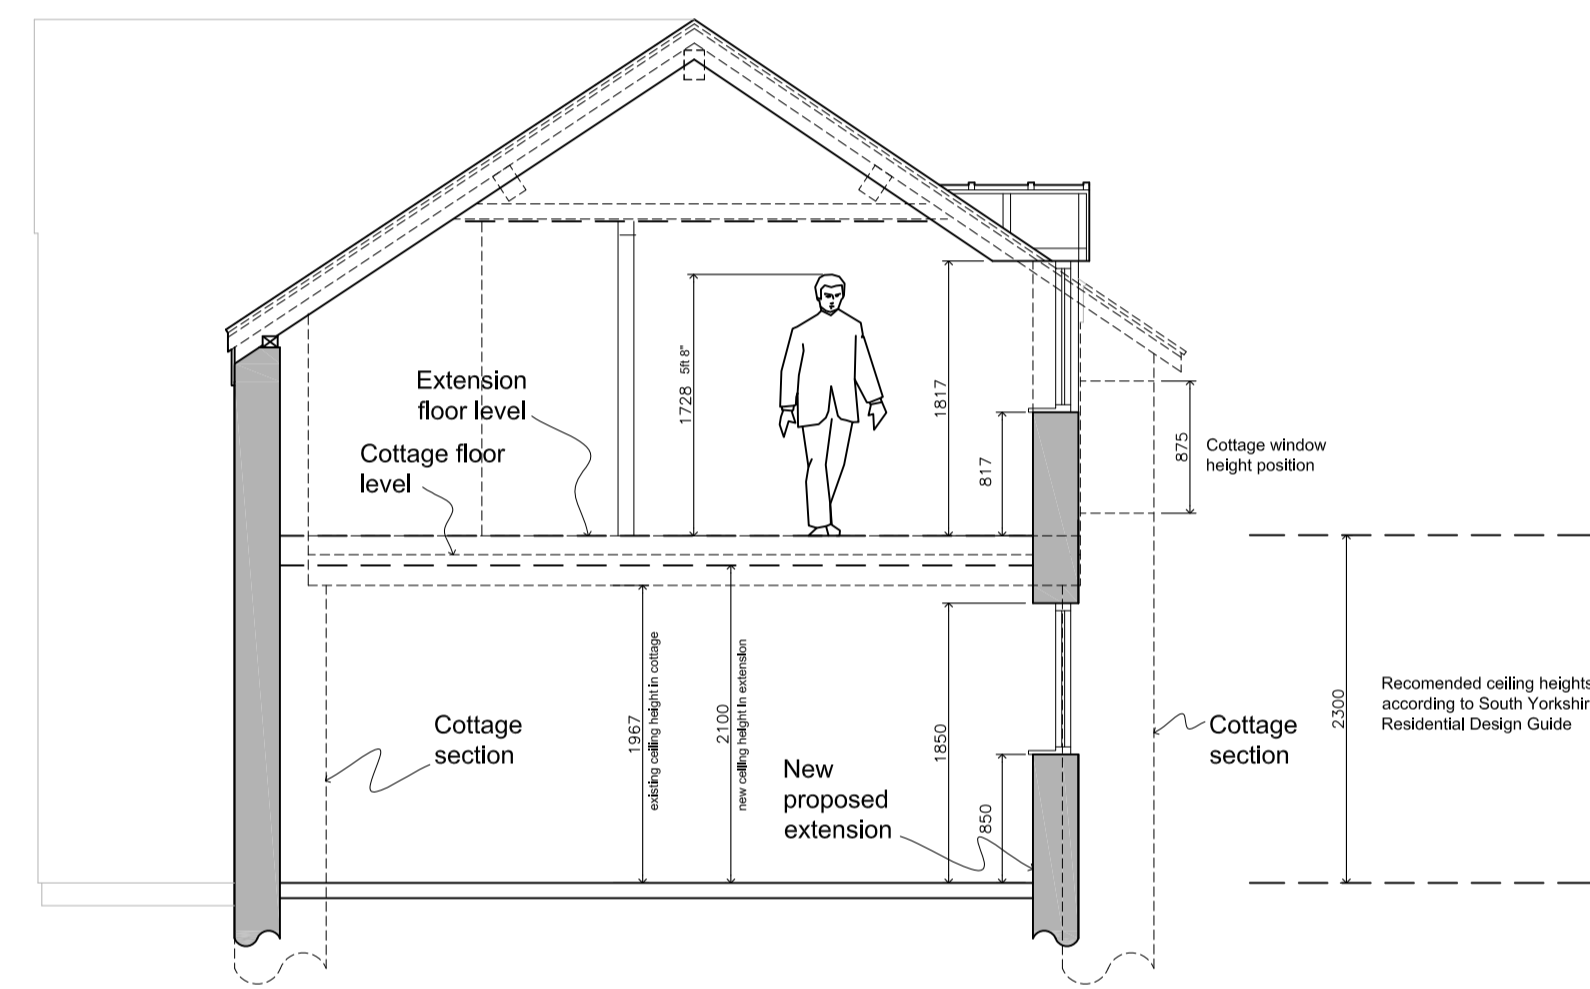 Extension
floor level
Cottage floor
level
1728 5ft 8"
1817
817
875
Cottage window
height position
Cottage
section
1967
existing ceiling height in cottage
2100
new ceiling height in extension
New
proposed
extension
1850
850
Cottage
section
2300
Recomended ceiling heights
according to South Yorkshir
Residential Design Guide